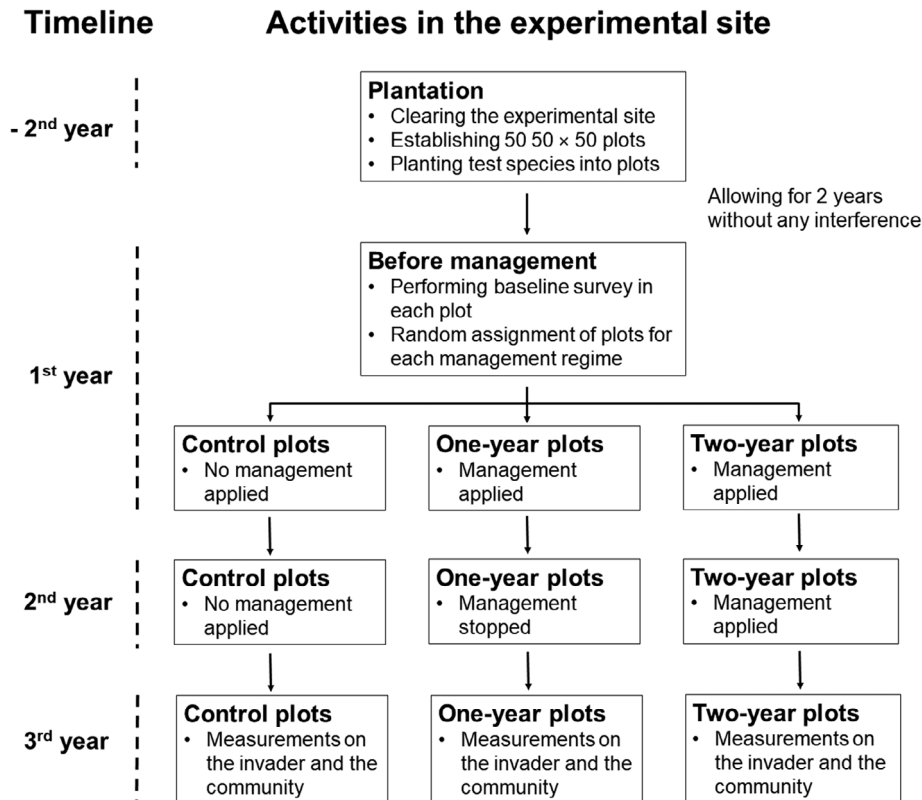 Timeline
Activities in the experimental site
- 2nd year
Plantation
• Clearing the experimental site
• Establishing 50 50 × 50 plots
• Planting test species into plots
Allowing for 2 years
without any interference
1st year
Before management
• Performing baseline survey in
each plot
• Random assignment of plots for
each management regime
Control plots
• No management
applied
One-year plots
• Management
applied
Two-year plots
• Management
applied
2nd year
Control plots
• No management
applied
One-year plots
• Management
stopped
Two-year plots
• Management
applied
3rd year
Control plots
• Measurements on
the invader and the
community
One-year plots
• Measurements on
the invader and the
community
Two-year plots
• Measurements on
the invader and the
community